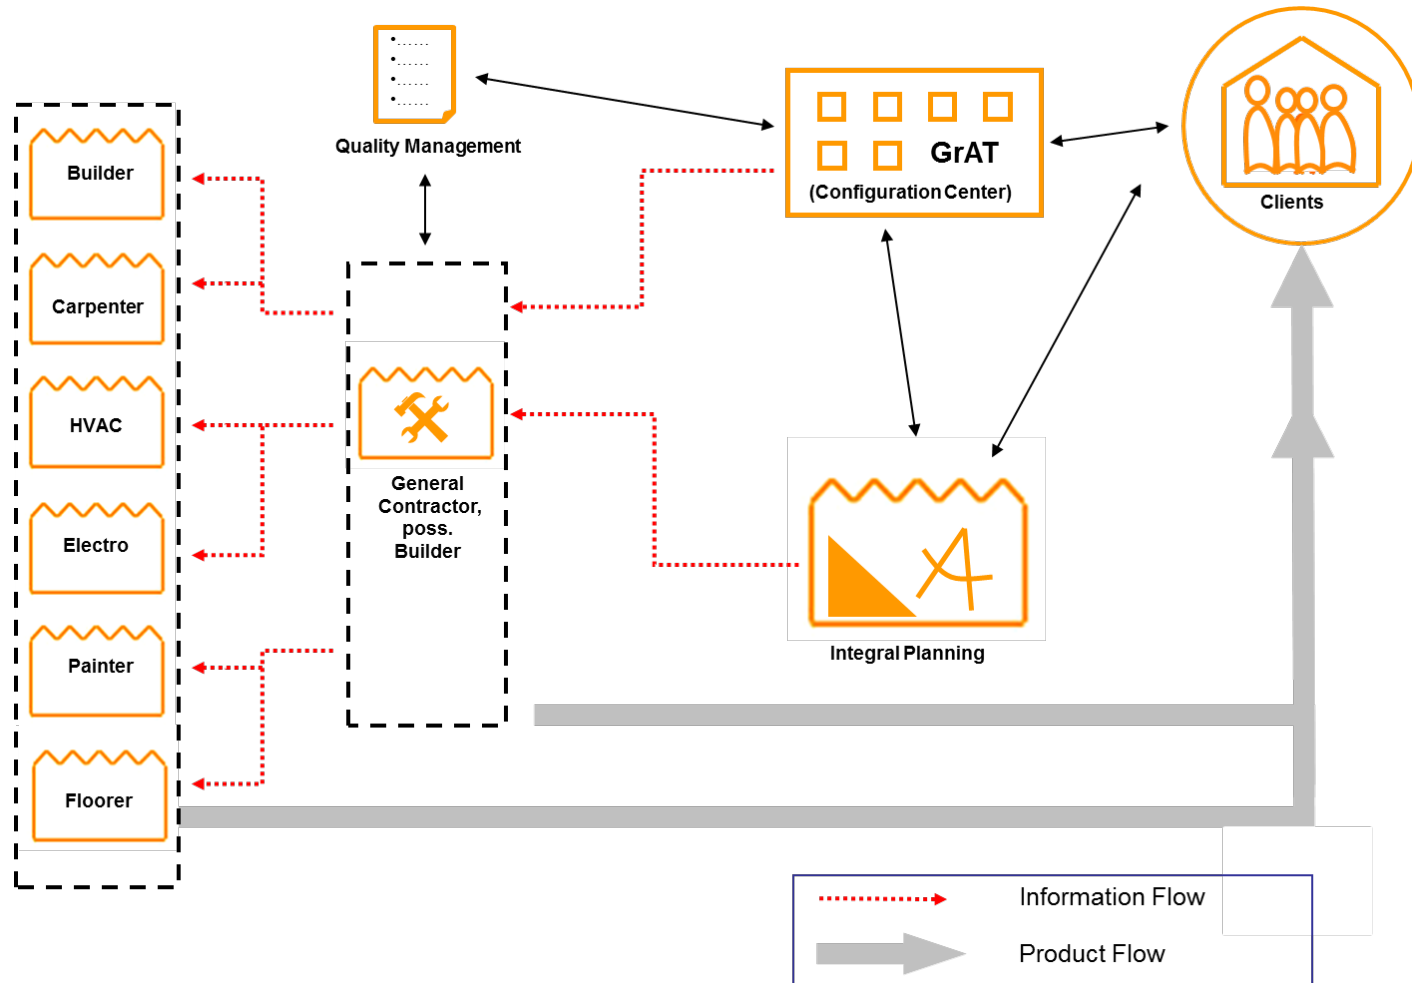 •......
•......
•......
•......
Quality Management
GrAT
(Configuration Center)
Clients
Builder
Carpenter
HVAC
Electro
Painter
Floorer
General
Contractor,
poss.
Builder
Integral Planning
Information Flow
Product Flow